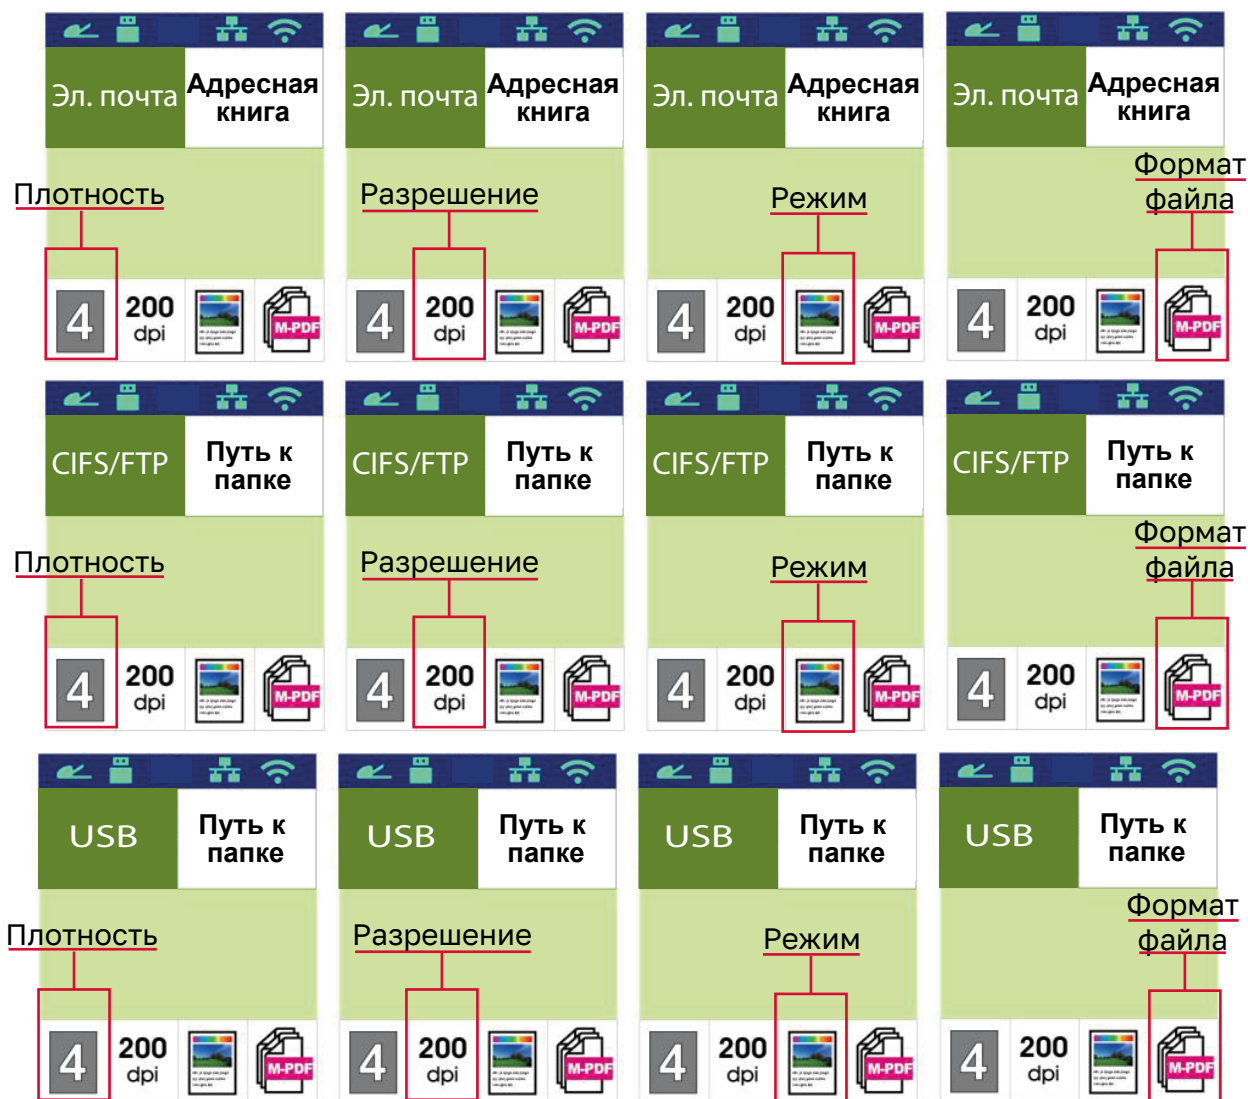 Эл. почта
Адресная
книга
Плотность
4
200
dpi
M-PDF
Эл. почта
Адресная
книга
Разрешение
4
200
dpi
M-PDF
Эл. почта
Адресная
книга
Режим
4
200
dpi
M-PDF
Эл. почта
Адресная
книга
Формат
файла
4
200
dpi
M-PDF
CIFS/FTP
Путь к
папке
Плотность
4
200
dpi
M-PDF
CIFS/FTP
Путь к
папке
Разрешение
4
200
dpi
M-PDF
CIFS/FTP
Путь к
папке
Режим
4
200
dpi
M-PDF
CIFS/FTP
Путь к
папке
Формат
файла
4
200
dpi
M-PDF
USB
Путь к
папке
Плотность
4
200
dpi
M-PDF
USB
Путь к
папке
Разрешение
4
200
dpi
M-PDF
USB
Путь к
папке
Режим
4
200
dpi
M-PDF
USB
Путь к
папке
Формат
файла
4
200
dpi
M-PDF